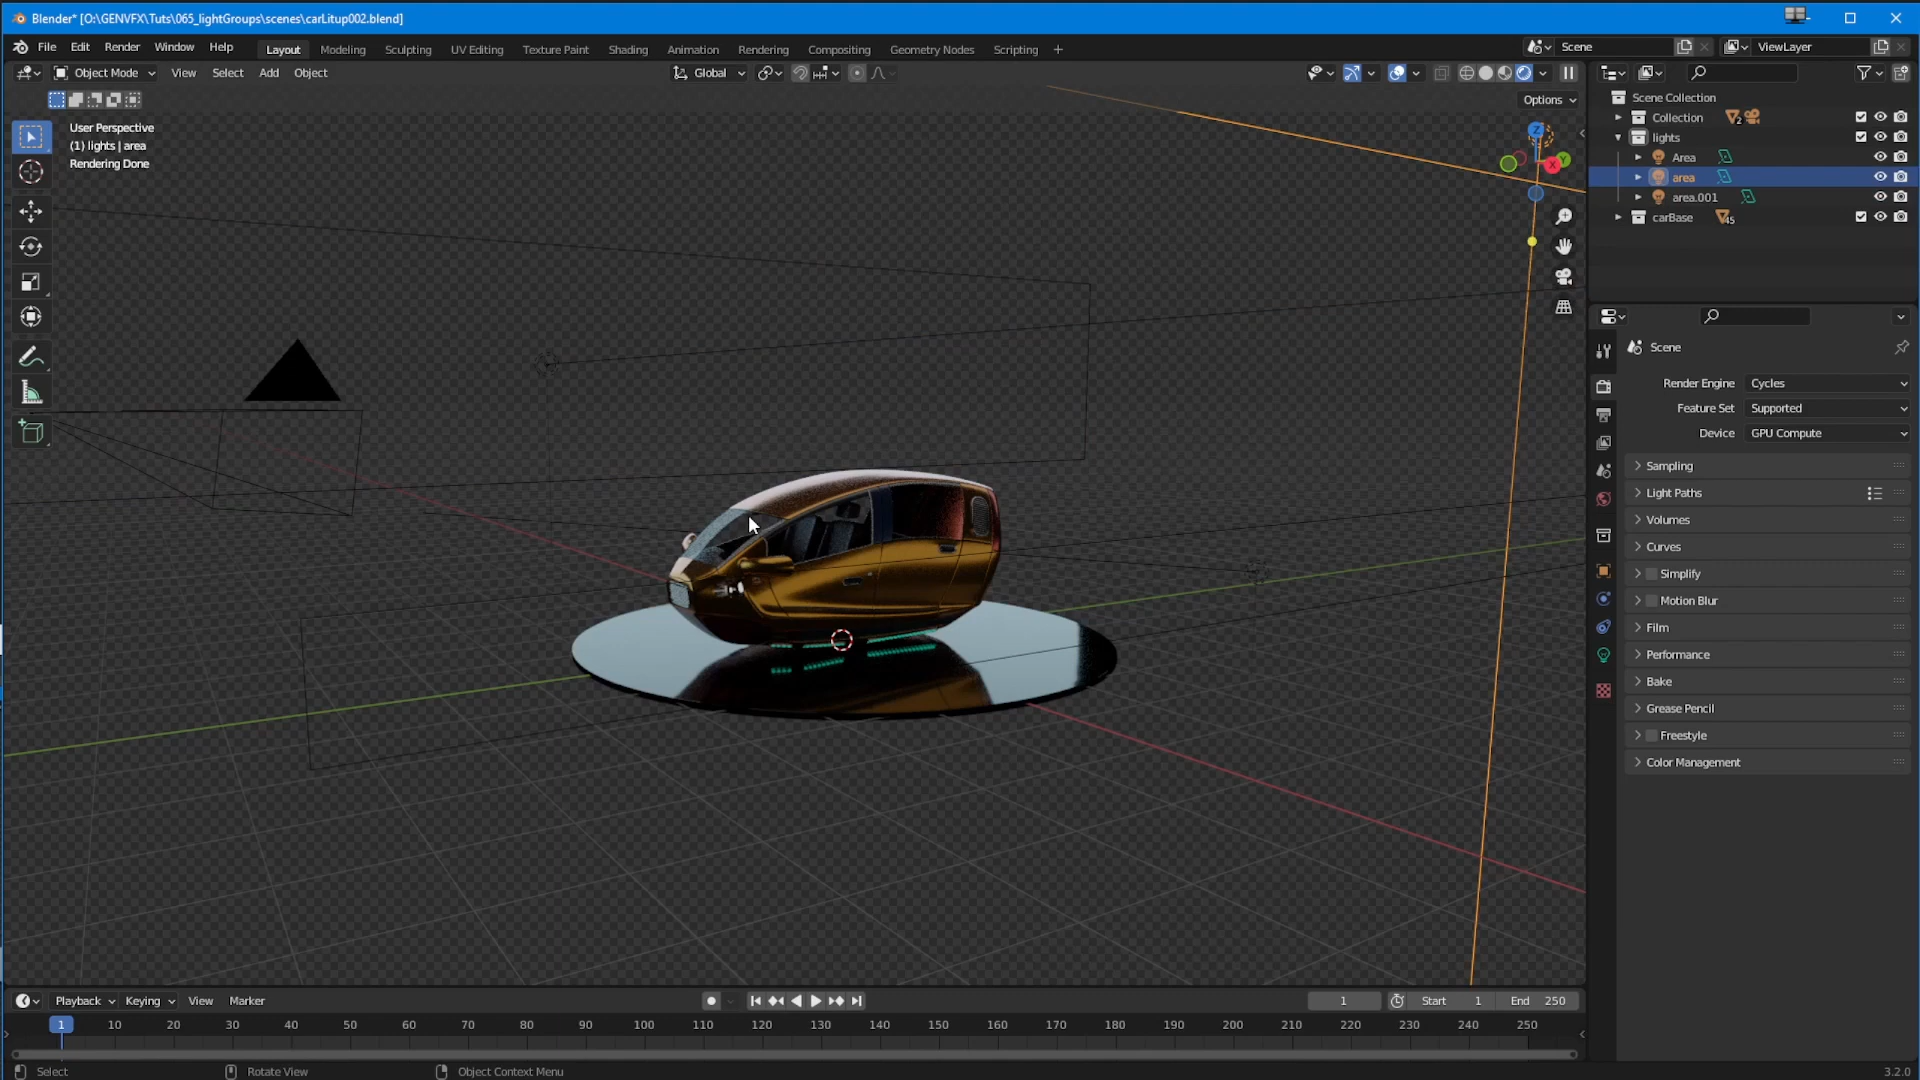 Blender* [O:\GENVFX\Tuts\065_lightGroups\scenes\carLitup002.blend]
File Edit Render Window Help Layout Modeling Sculpting UV Editing Texture Paint Shading Animation Rendering Compositing Geometry Nodes Scripting + Scene ViewLayer
Object Mode View Select Add Object Global
Options
User Perspective
(1) lights | area
Rendering Done
Z
Y
X
Scene Collection
Collection 2
lights
Area
area
area.001
carBase 45
Scene
Render Engine Cycles
Feature Set Supported
Device GPU Compute
Sampling
Light Paths
Volumes
Curves
Simplify
Motion Blur
Film
Performance
Bake
Grease Pencil
Freestyle
Color Management
Playback Keying View Marker 1 Start 1 End 250
1 10 20 30 40 50 60 70 80 90 100 110 120 130 140 150 160 170 180 190 200 210 220 230 240 250
Select Rotate View Object Context Menu 3.2.0